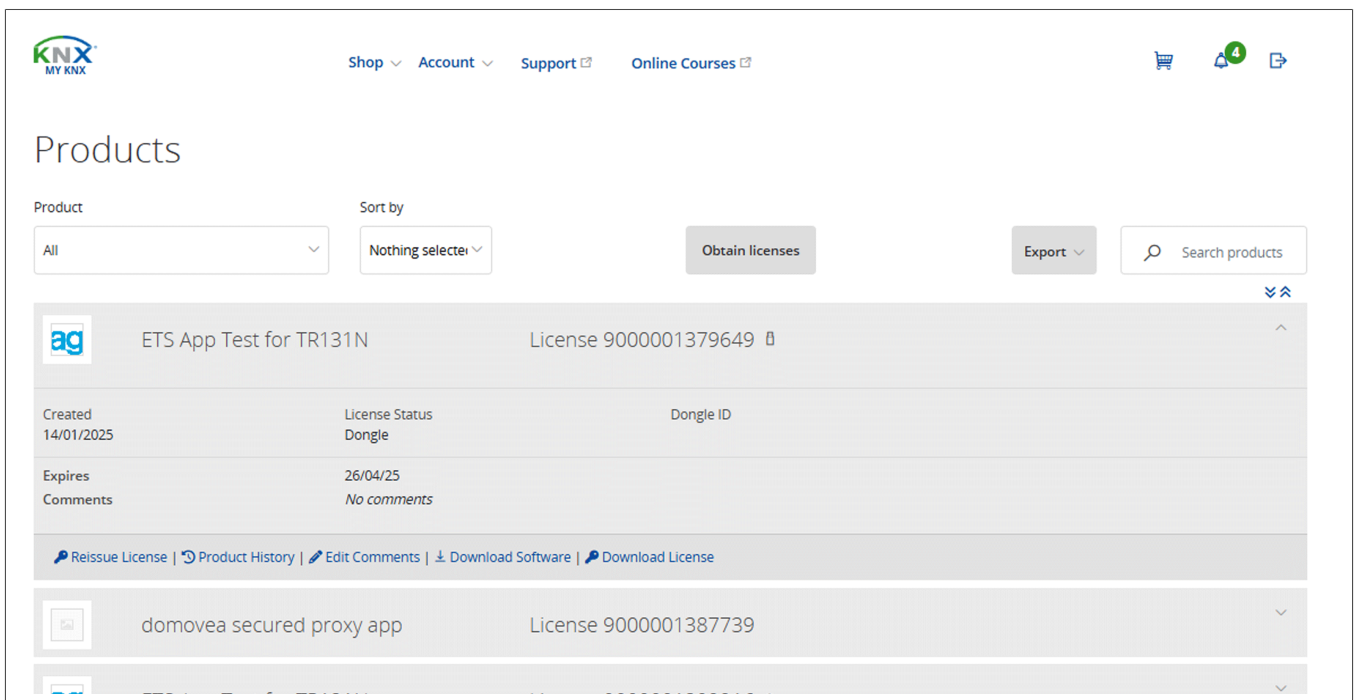 KNX
MY KNX
Shop Account Support Online Courses
4
Products
Product Sort by
All Nothing selected Obtain licenses Export Search products
ag ETS App Test for TR131N License 9000001379649
Created License Status Dongle ID
14/01/2025 Dongle
Expires 26/04/25
Comments No comments
Reissue License | Product History | Edit Comments | Download Software | Download License
domovea secured proxy app License 9000001387739